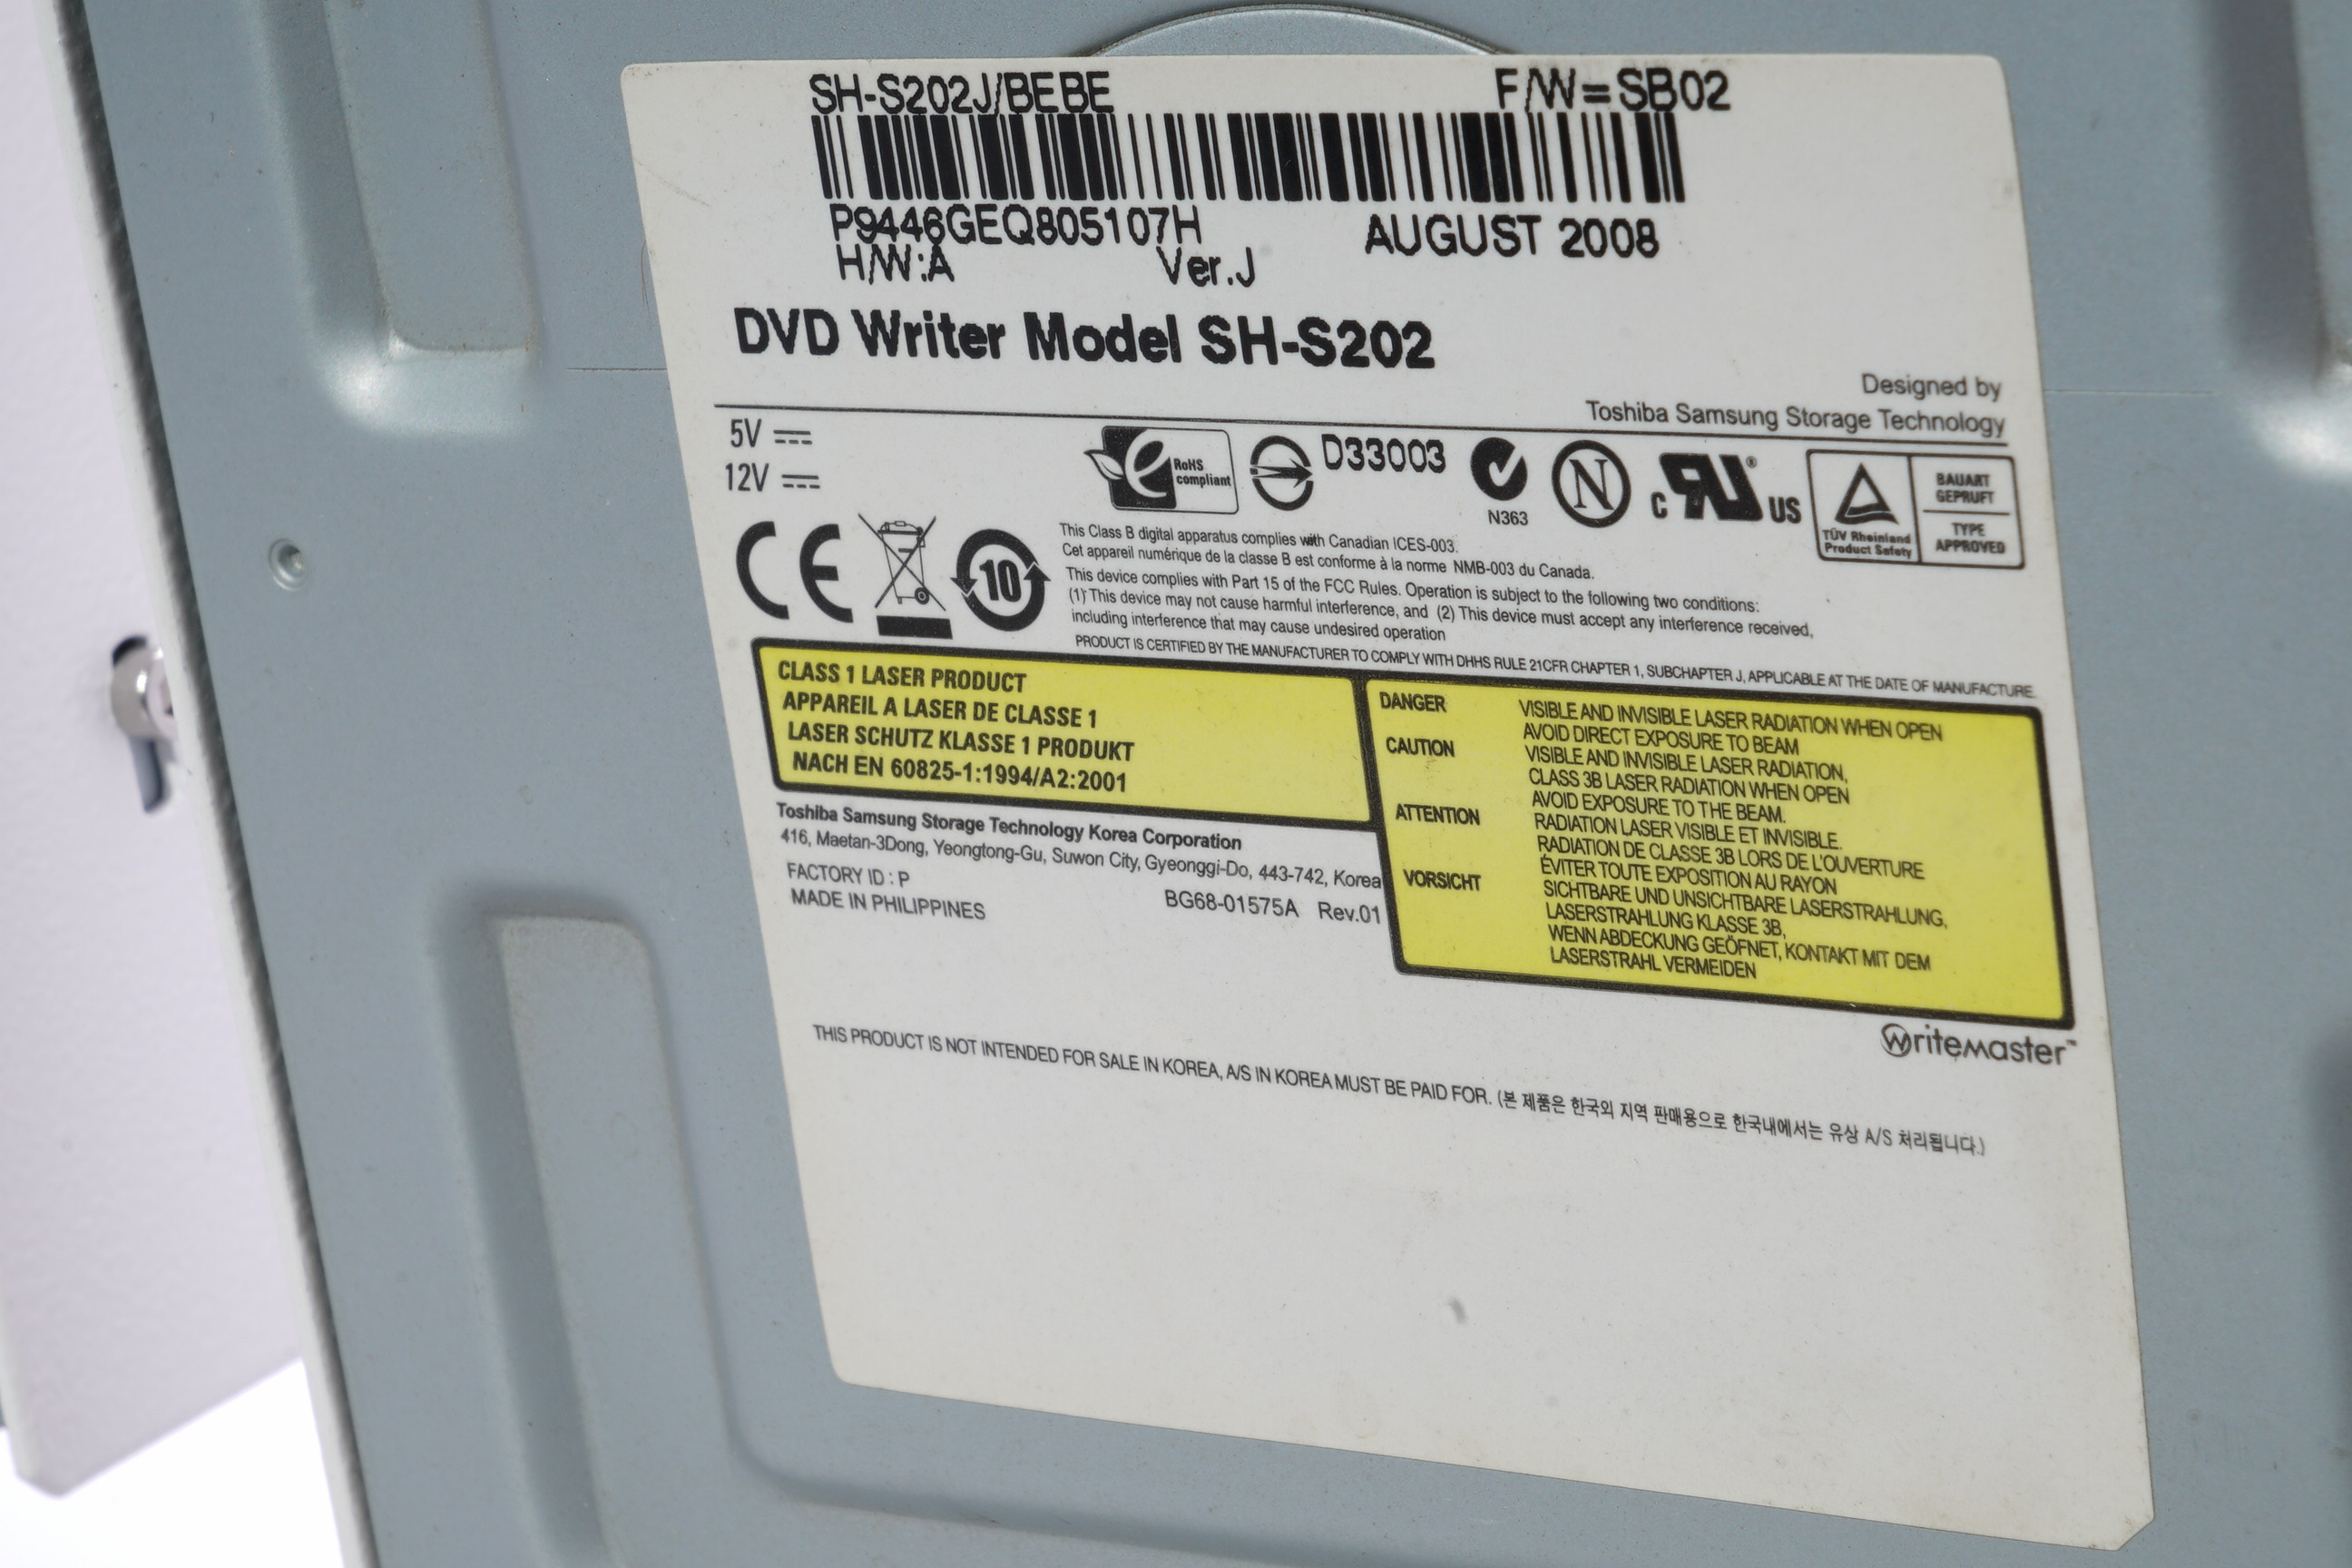 SH-S202J/BEBE F/W=SB02
P9446GEQ805107H AUGUST 2008
H/W:A Ver.J
DVD Writer Model SH-S202
Designed by
Toshiba Samsung Storage Technology
5V
12V
RoHS
compliant
D33003
N363
N
c RU ® US
TÜV Rheinland
Product Safety
BAUART
GEPRUFT
TYPE
APPROVED
CE
10
This Class B digital apparatus complies with Canadian ICES-003.
Cet appareil numérique de la classe B est conforme à la norme NMB-003 du Canada.
This device complies with Part 15 of the FCC Rules. Operation is subject to the following two conditions:
(1) This device may not cause harmful interference, and (2) This device must accept any interference received,
including interference that may cause undesired operation
PRODUCT IS CERTIFIED BY THE MANUFACTURER TO COMPLY WITH DHHS RULE 21CFR CHAPTER 1, SUBCHAPTER J, APPLICABLE AT THE DATE OF MANUFACTURE.
CLASS 1 LASER PRODUCT
APPAREIL A LASER DE CLASSE 1
LASER SCHUTZ KLASSE 1 PRODUKT
NACH EN 60825-1:1994/A2:2001
DANGER VISIBLE AND INVISIBLE LASER RADIATION WHEN OPEN
AVOID DIRECT EXPOSURE TO BEAM
CAUTION VISIBLE AND INVISIBLE LASER RADIATION,
CLASS 3B LASER RADIATION WHEN OPEN
AVOID EXPOSURE TO THE BEAM.
ATTENTION RADIATION LASER VISIBLE ET INVISIBLE.
RADIATION DE CLASSE 3B LORS DE L'OUVERTURE
ÉVITER TOUTE EXPOSITION AU RAYON
VORSICHT SICHTBARE UND UNSICHTBARE LASERSTRAHLUNG,
LASERSTRAHLUNG KLASSE 3B,
WENN ABDECKUNG GEÖFNET, KONTAKT MIT DEM
LASERSTRAHL VERMEIDEN
Toshiba Samsung Storage Technology Korea Corporation
416, Maetan-3Dong, Yeongtong-Gu, Suwon City, Gyeonggi-Do, 443-742, Korea
FACTORY ID : P
MADE IN PHILIPPINES BG68-01575A Rev.01
writemaster™
THIS PRODUCT IS NOT INTENDED FOR SALE IN KOREA, A/S IN KOREA MUST BE PAID FOR. (본 제품은 한국외 지역 판매용으로 한국내에서는 유상 A/S 처리됩니다.)